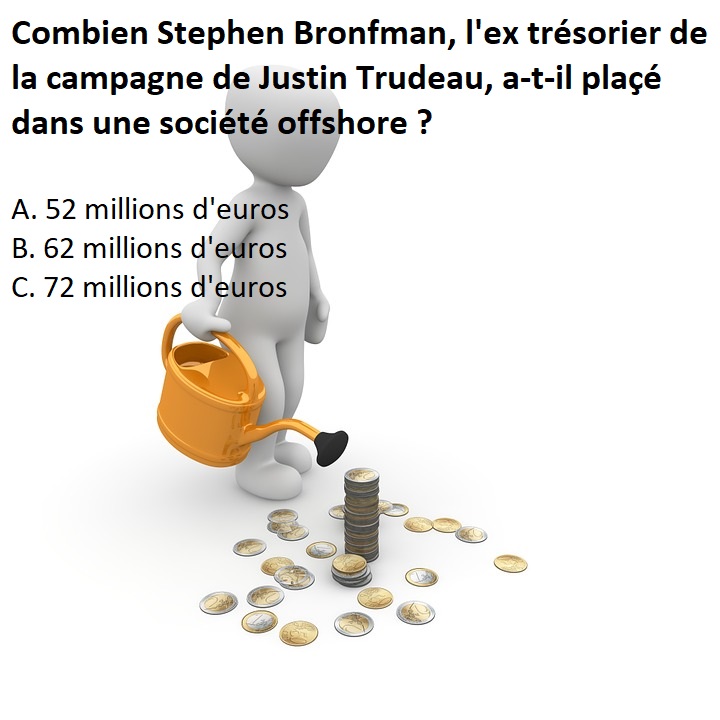 Combien Stephen Bronfman, l'ex trésorier de
la campagne de Justin Trudeau, a-t-il plaçé
dans une société offshore ?
A. 52 millions d'euros
B. 62 millions d'euros
C. 72 millions d'euros